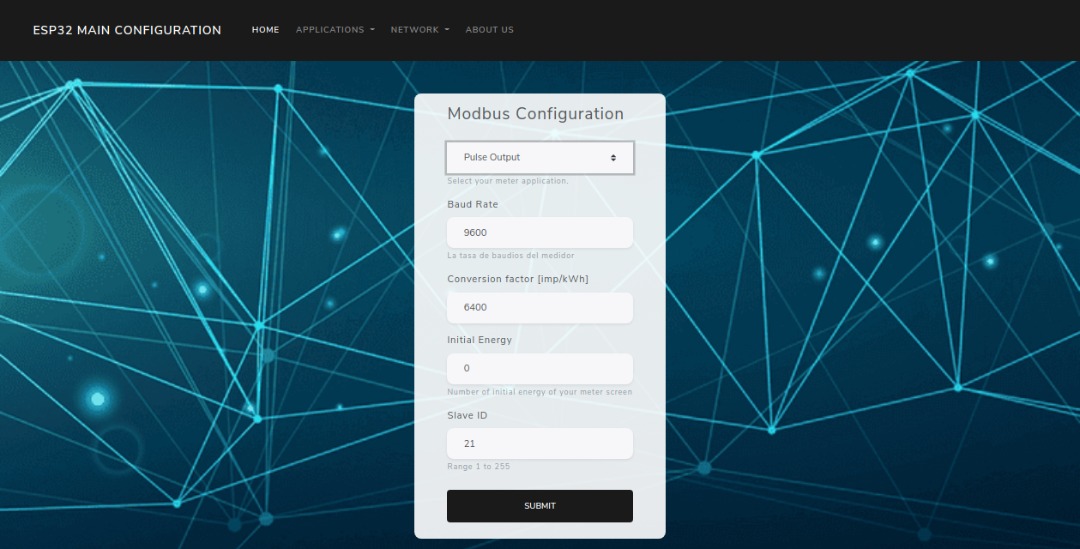 ESP32 MAIN CONFIGURATION HOME APPLICATIONS NETWORK ABOUT US
Modbus Configuration
Pulse Output
Select your meter application.
Baud Rate
9600
La tasa de baudios del medidor
Conversion factor [imp/kWh]
6400
Initial Energy
0
Number of initial energy of your meter screen
Slave ID
21
Range 1 to 255
SUBMIT